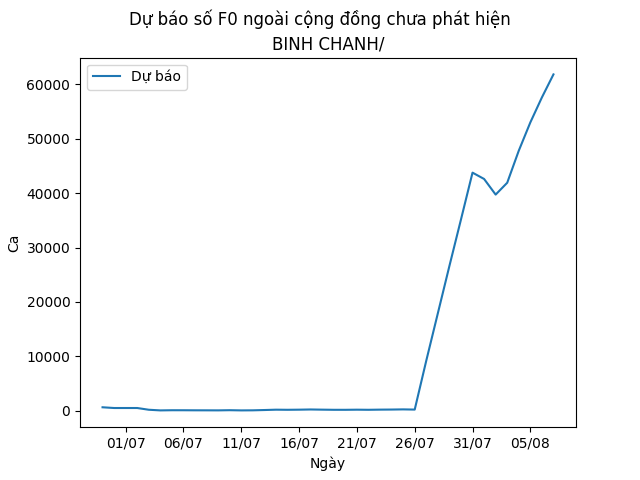 Dự báo số F0 ngoài cộng đồng chưa phát hiện
BINH CHANH/
Dự báo
60000
50000
40000
30000
20000
10000
0
Ca
01/07 06/07 11/07 16/07 21/07 26/07 31/07 05/08
Ngày